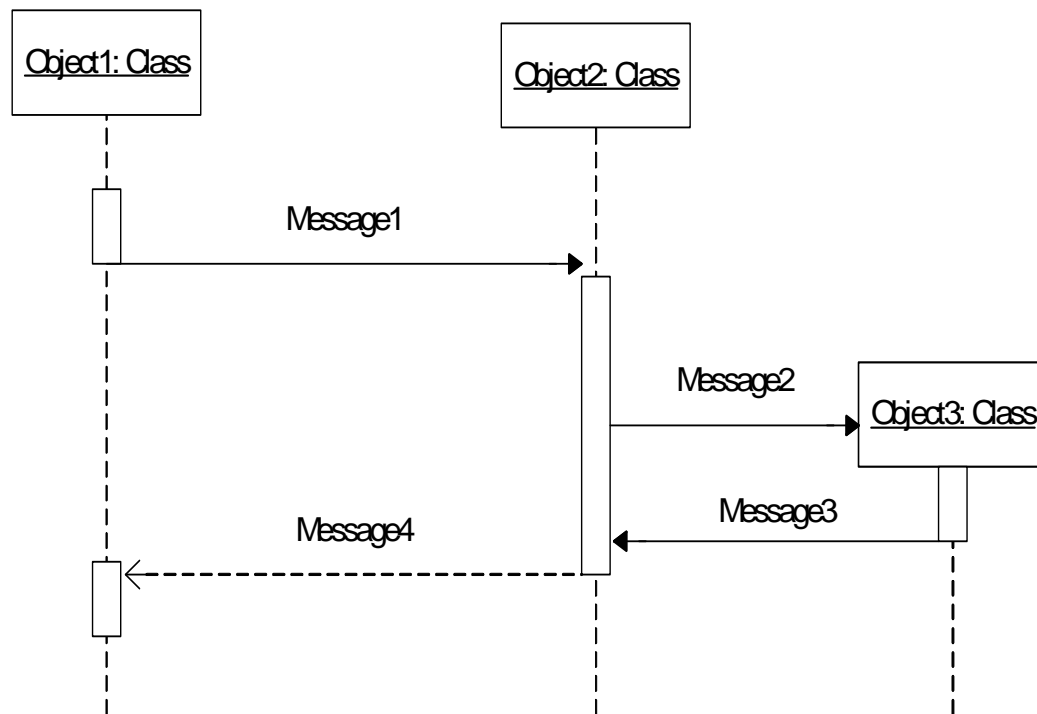 Object1: Class
Object2: Class
Message1
Message2
Object3: Class
Message3
Message4